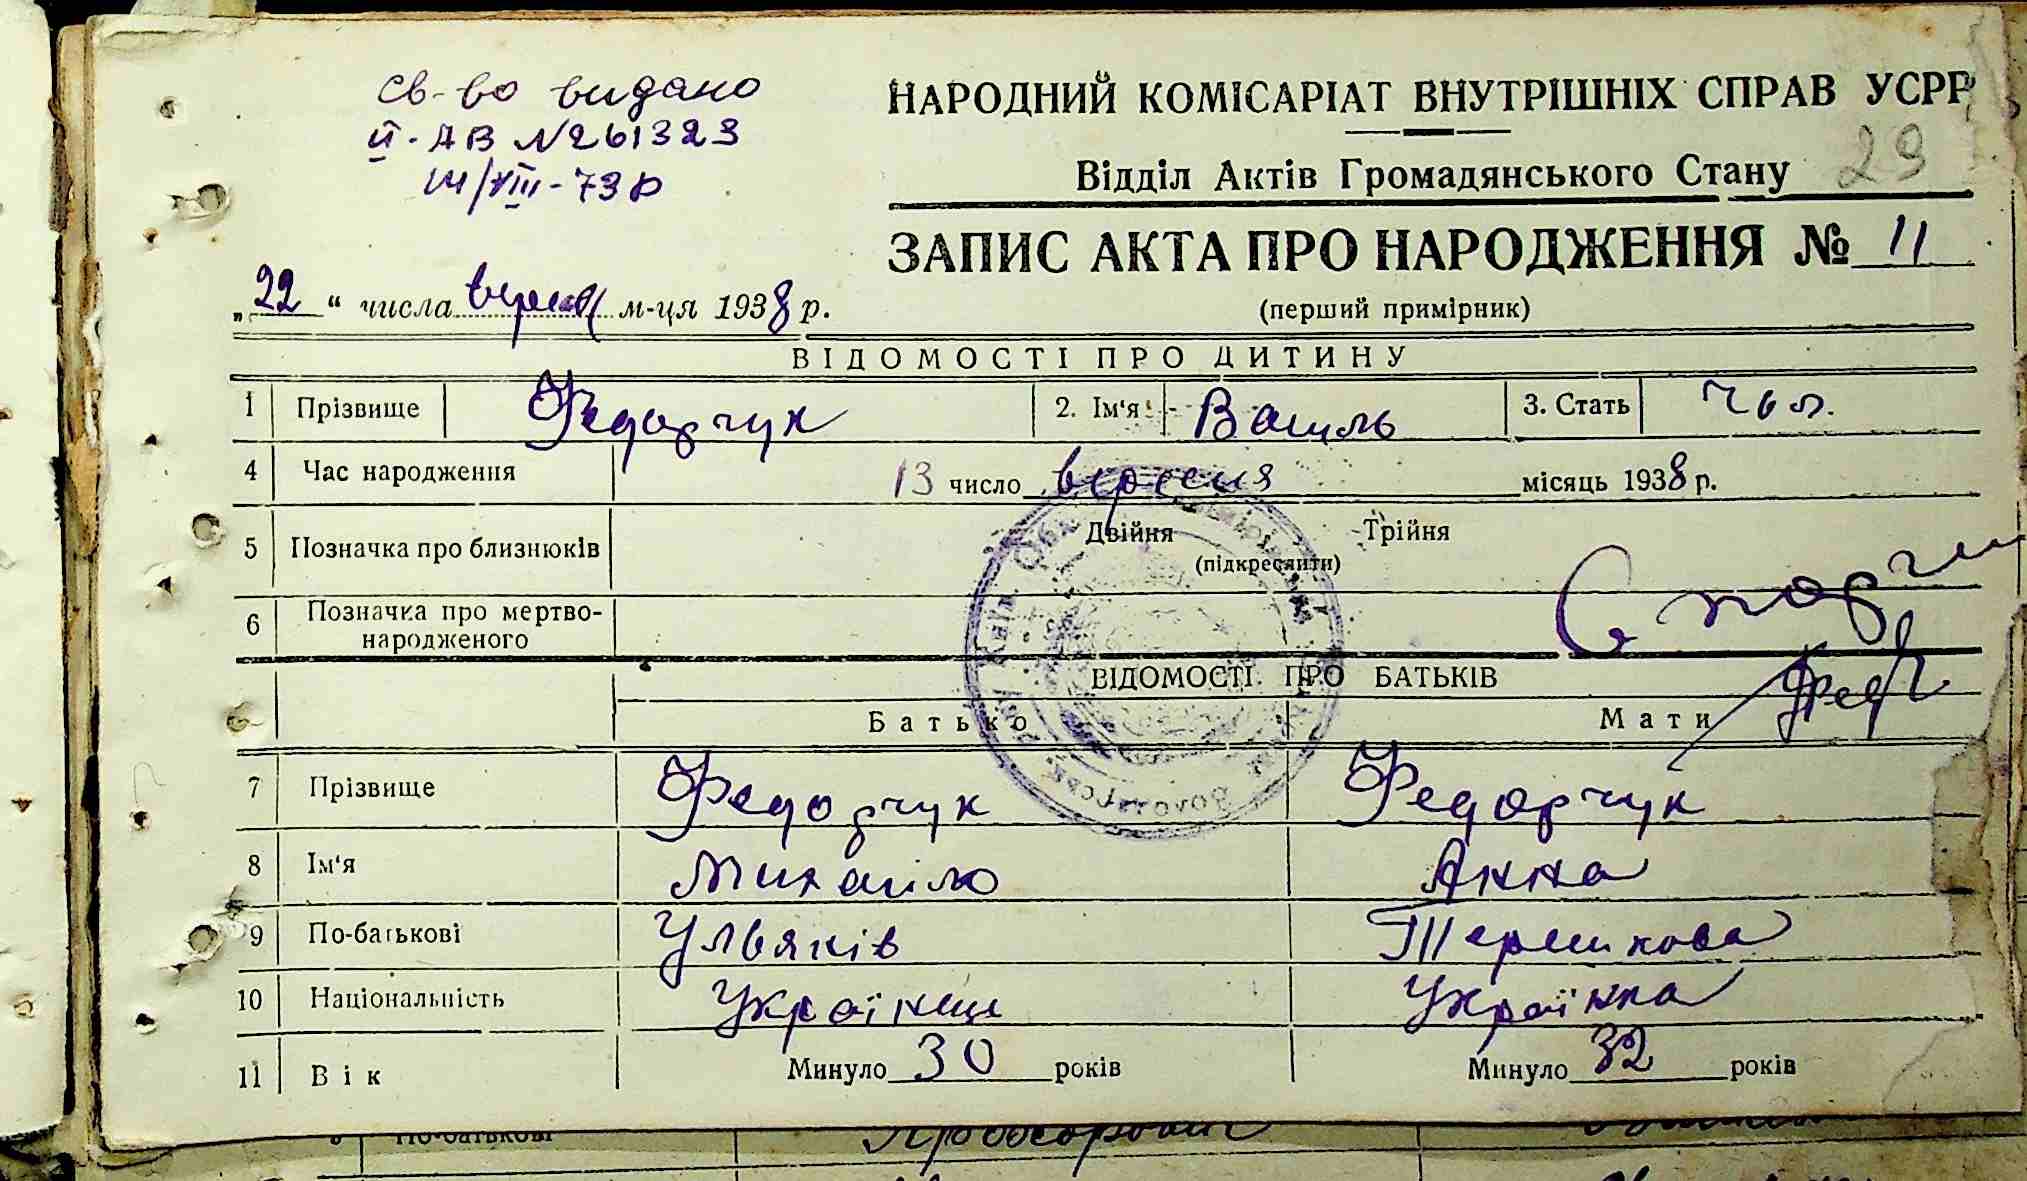 св-во видано
ІІ-АВ №261323
14/VIII-73р
НАРОДНИЙ КОМІСАРІАТ ВНУТРІШНІХ СПРАВ УСРР
29
Відділ Актів Громадянського Стану
ЗАПИС АКТА ПРО НАРОДЖЕННЯ № 11
(перший примірник)
„22“ числа вересня м-ця 1938 р.
ВІДОМОСТІ ПРО ДИТИНУ
1 Прізвище Федорчук 2. Ім'я Василь 3. Стать чол.
4 Час народження 13 число вересня місяць 1938 р.
5 Позначка про близнюків Двійня Трійня
(підкреслити)
6 Позначка про мертво-
народженого
ВІДОМОСТІ ПРО БАТЬКІВ
Батько Мати
7 Прізвище Федорчук Федорчук
8 Ім'я Михайло Анна
9 По-батькові Ульянів Терешкова
10 Національність Українець Українка
11 Вік Минуло 30 років Минуло 32 років
По-батькові